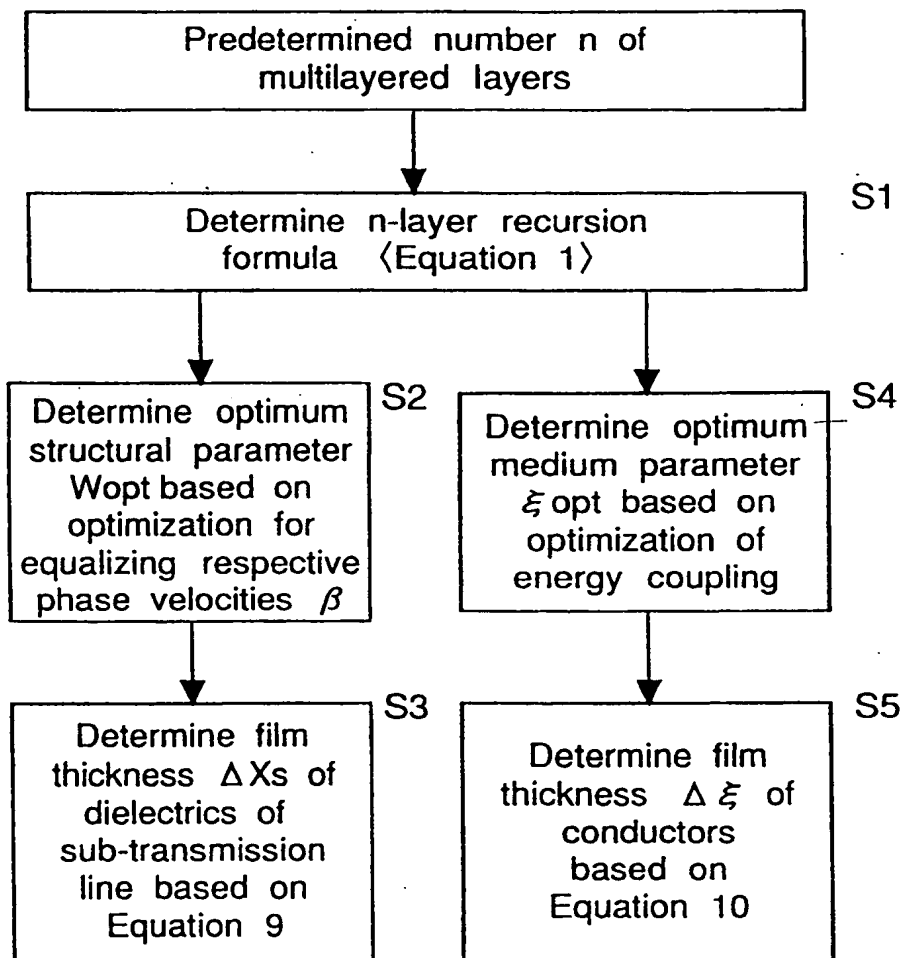 Predetermined number n of
multilayered layers
S1
Determine n-layer recursion
formula 〈Equation 1〉
S2
Determine optimum
structural parameter
Wopt based on
optimization for
equalizing respective
phase velocities β
S4
Determine optimum
medium parameter
ξ opt based on
optimization of
energy coupling
S3
Determine film
thickness ΔXs of
dielectrics of
sub-transmission
line based on
Equation 9
S5
Determine film
thickness Δ ξ of
conductors
based on
Equation 10